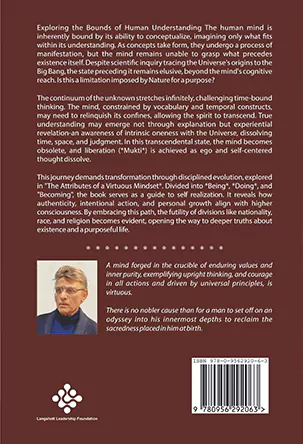 Exploring the Bounds of Human Understanding The human mind is
inherently bound by its ability to conceptualize, imagining only what fits
within its understanding. As concepts take form, they undergo a process of
manifestation, but the mind remains unable to grasp what precedes
existence itself. Despite scientific inquiry tracing the Universe's origins to the
Big Bang, the state preceding it remains elusive, beyond the mind's cognitive
reach. Is this a limitation imposed by Nature for a purpose?
The continuum of the unknown stretches infinitely, challenging time-bound
thinking. The mind, constrained by vocabulary and temporal constructs,
may need to relinquish its confines, allowing the spirit to transcend. True
understanding may emerge not through explanation but experiential
revelation-an awareness of intrinsic oneness with the Universe, dissolving
time, space, and judgment. In this transcendental state, the mind becomes
obsolete, and liberation (*Mukti*) is achieved as ego and self-centered
thought dissolve.
This journey demands transformation through disciplined evolution, explored
in "The Attributes of a Virtuous Mindset*. Divided into *Being*, *Doing*, and
"Becoming", the book serves as a guide to self realization. It reveals how
authenticity, intentional action, and personal growth align with higher
consciousness. By embracing this path, the futility of divisions like nationality,
race, and religion becomes evident, opening the way to deeper truths about
existence and a purposeful life.
A mind forged in the crucible of enduring values and
inner purity, exemplifying upright thinking, and courage
in all actions and driven by universal principles, is
virtuous.
There is no nobler cause than for a man to set off on an
odyssey into his innermost depths to reclaim the
sacredness placed in him at birth.
Langaholt Leadership Foundation
ISBN 978-0-9562920-6-3
9 780956 292063 >